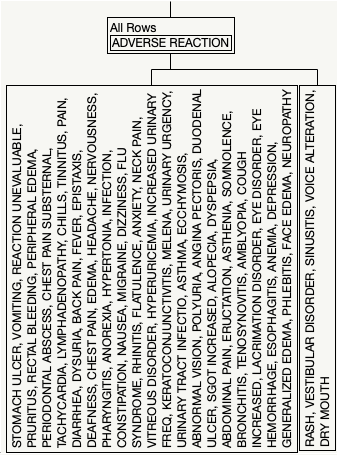 All Rows
ADVERSE REACTION
STOMACH ULCER, VOMITING, REACTION UNEVALUABLE,
PRURITUS, RECTAL BLEEDING, PERIPHERAL EDEMA,
PERIODONTAL ABSCESS, CHEST PAIN SUBSTERNAL,
TACHYCARDIA, LYMPHADENOPATHY, CHILLS, TINNITUS, PAIN,
DIARRHEA, DYSURIA, BACK PAIN, FEVER, EPISTAXIS,
DEAFNESS, CHEST PAIN, EDEMA, HEADACHE, NERVOUSNESS,
PHARYNGITIS, ANOREXIA, HYPERTONIA, INFECTION,
CONSTIPATION, NAUSEA, MIGRAINE, DIZZINESS, FLU
SYNDROME, RHINITIS, FLATULENCE, ANXIETY, NECK PAIN,
VITREOUS DISORDER, HYPERURICEMIA, INCREASED URINARY
FREQ, KERATOCONJUNCTIVITIS, MELENA, URINARY URGENCY,
URINARY TRACT INFECTIO, ASTHMA, ECCHYMOSIS,
ABNORMAL VISION, POLYURIA, ANGINA PECTORIS, DUODENAL
ULCER, SGOT INCREASED, ALOPECIA, DYSPEPSIA,
ABDOMINAL PAIN, ERUCTATION, ASTHENIA, SOMNOLENCE,
BRONCHITIS, TENOSYNOVITIS, AMBLYOPIA, COUGH
INCREASED, LACRIMATION DISORDER, EYE DISORDER, EYE
HEMORRHAGE, ESOPHAGITIS, ANEMIA, DEPRESSION,
GENERALIZED EDEMA, PHLEBITIS, FACE EDEMA, NEUROPATHY
RASH, VESTIBULAR DISORDER, SINUSITIS, VOICE ALTERATION,
DRY MOUTH